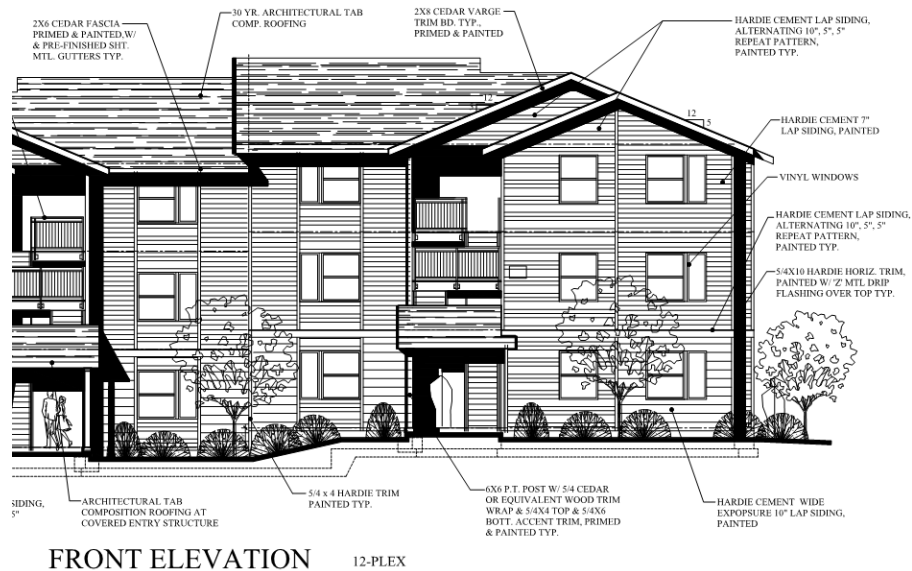 2X6 CEDAR FASCIA
PRIMED & PAINTED,W/
& PRE-FINISHED SHT.
MTL. GUTTERS TYP.
30 YR. ARCHITECTURAL TAB
COMP. ROOFING
2X8 CEDAR VARGE
TRIM BD. TYP.,
PRIMED & PAINTED
HARDIE CEMENT LAP SIDING,
ALTERNATING 10", 5", 5"
REPEAT PATTERN,
PAINTED TYP.
12
5
12
5
HARDIE CEMENT 7"
LAP SIDING, PAINTED
VINYL WINDOWS
HARDIE CEMENT LAP SIDING,
ALTERNATING 10", 5", 5"
REPEAT PATTERN,
PAINTED TYP.
5/4X10 HARDIE HORIZ. TRIM,
PAINTED W/ 'Z' MTL DRIP
FLASHING OVER TOP TYP.
SIDING,
5"
ARCHITECTURAL TAB
COMPOSITION ROOFING AT
COVERED ENTRY STRUCTURE
5/4 x 4 HARDIE TRIM
PAINTED TYP.
6X6 P.T. POST W/ 5/4 CEDAR
OR EQUIVALENT WOOD TRIM
WRAP & 5/4X4 TOP & 5/4X6
BOTT. ACCENT TRIM, PRIMED
& PAINTED TYP.
HARDIE CEMENT WIDE
EXPOPSURE 10" LAP SIDING,
PAINTED
FRONT ELEVATION 12-PLEX